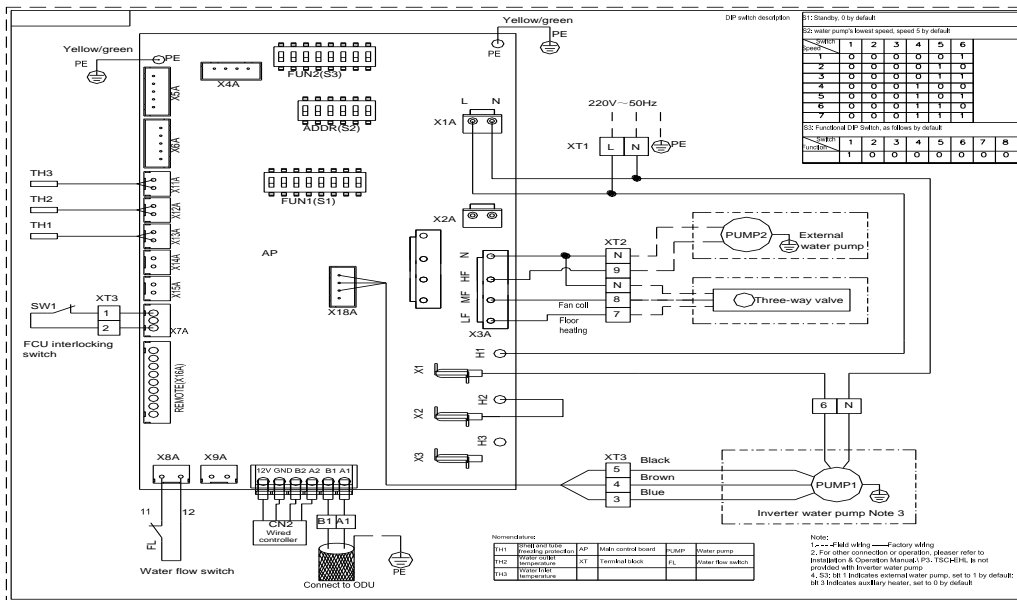 DIP switch description
S1: Standby, 0 by default
S2: water pump's lowest speed, speed 5 by default
Switch
Speed
1 2 3 4 5 6
1 0 0 0 0 0 1
2 0 0 0 0 1 0
3 0 0 0 0 1 1
4 0 0 0 1 0 0
5 0 0 0 1 0 1
6 0 0 0 1 1 0
7 0 0 0 1 1 1
S3: Functional DIP Switch, as follows by default
Switch
Function
1 2 3 4 5 6 7 8
1 0 0 0 0 0 0 0
Yellow/green
PE
PE
Yellow/green
PE
PE
X4A
FUN2(S3)
ADDR(S2)
FUN1(S1)
X5A
X6A
TH3
X11A
TH2
X12A
TH1
X13A
X14A
X15A
AP
L N
X1A
220V~50Hz
XT1
L N
PE
X2A
X18A
N
HF
MF
LF
X3A
XT2
N
9
N
8
7
Fan coil
Floor
heating
PUMP2
External
water pump
Three-way valve
SW1
XT3
1
2
X7A
FCU interlocking
switch
REMOTE(X16A)
H1
X1
H2
X2
H3
X3
6 N
XT3
5
4
3
Black
Brown
Blue
PUMP1
Inverter water pump Note 3
X8A
X9A
12V GND B2 A2 B1 A1
11
12
FL
Water flow switch
CN2
Wired
controller
B1 A1
PE
Connect to ODU
Nomenclature:
TH1 Shell and tube freezing protection AP Main control board PUMP Water pump
TH2 Water outlet temperature XT Terminal block FL Water flow switch
TH3 Water inlet temperature
Note:
1.----Field wiring ——Factory wiring
2. For other connection or operation, pleaser refer to
Installation & Operation Manual.\ P3. TSC\EHL is not
provided with Inverter water pump
4. S3: bit 1 indicates external water pump, set to 1 by default;
bit 3 indicates auxiliary heater, set to 0 by default